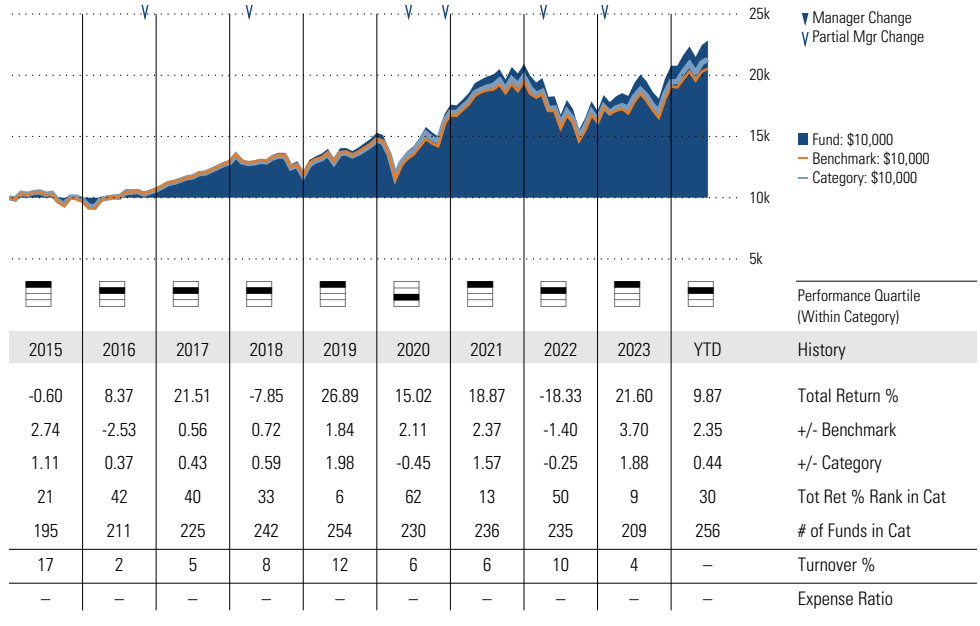 25k
Manager Change
Partial Mgr Change
20k
15k
Fund: $10,000
Benchmark: $10,000
Category: $10,000
10k
5k
Performance Quartile
(Within Category)
2015 2016 2017 2018 2019 2020 2021 2022 2023 YTD History
-0.60 8.37 21.51 -7.85 26.89 15.02 18.87 -18.33 21.60 9.87 Total Return %
2.74 -2.53 0.56 0.72 1.84 2.11 2.37 -1.40 3.70 2.35 +/- Benchmark
1.11 0.37 0.43 0.59 1.98 -0.45 1.57 -0.25 1.88 0.44 +/- Category
21 42 40 33 6 62 13 50 9 30 Tot Ret % Rank in Cat
195 211 225 242 254 230 236 235 209 256 # of Funds in Cat
17 2 5 8 12 6 6 10 4 – Turnover %
– – – – – – – – – – Expense Ratio